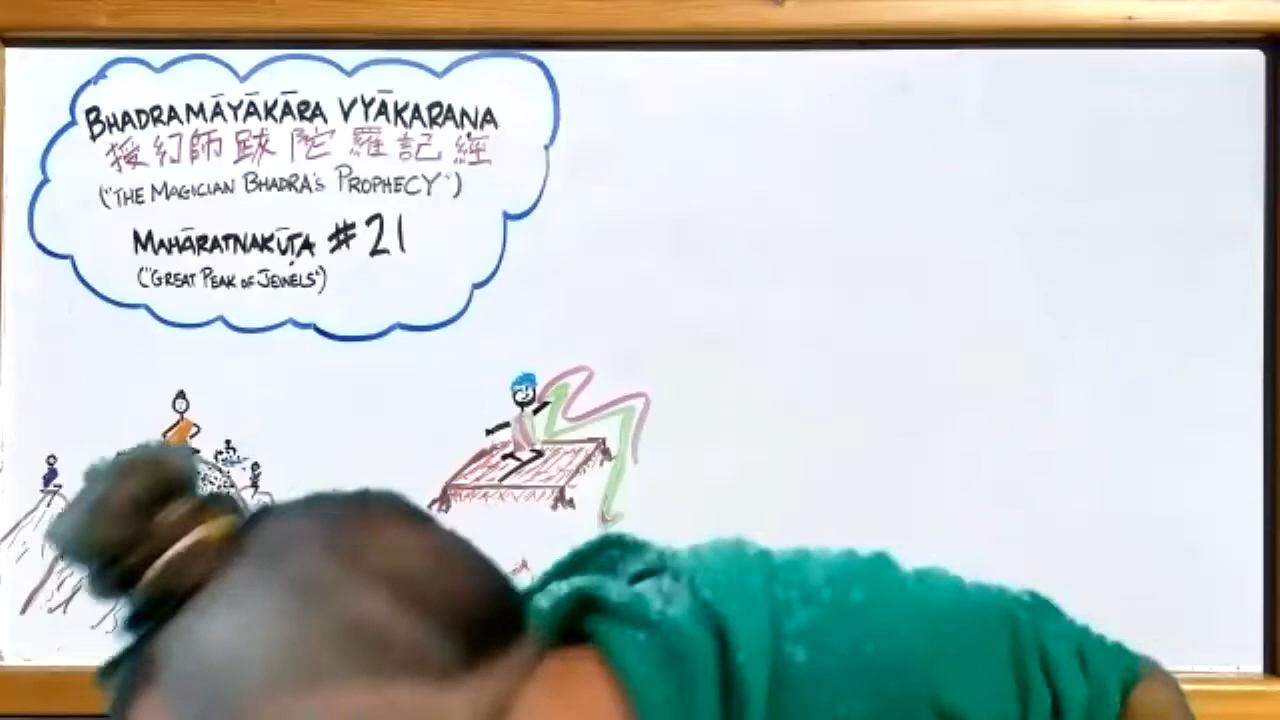 BHADRAMĀYĀKĀRA VYĀKARANA
授幻師跋陀羅記經
("THE MAGICIAN BHADRA'S PROPHECY")
MAHĀRATNAKŪṬA #21
("GREAT PEAK OF JEWELS")